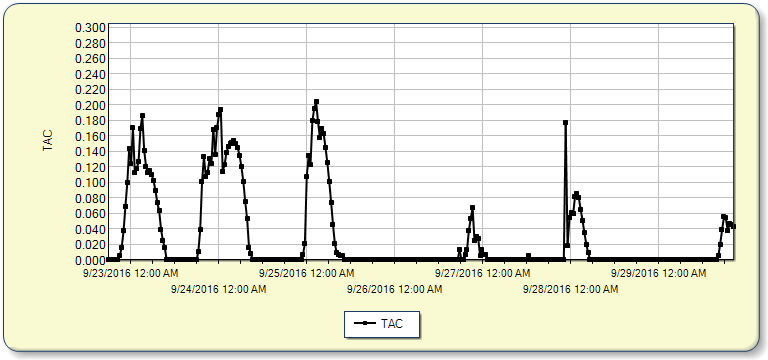 0.300
0.280
0.260
0.240
0.220
0.200
0.180
0.160
0.140
0.120
0.100
0.080
0.060
0.040
0.020
0.000
TAC
9/23/2016 12:00 AM
9/25/2016 12:00 AM
9/27/2016 12:00 AM
9/29/2016 12:00 AM
9/24/2016 12:00 AM
9/26/2016 12:00 AM
9/28/2016 12:00 AM
TAC